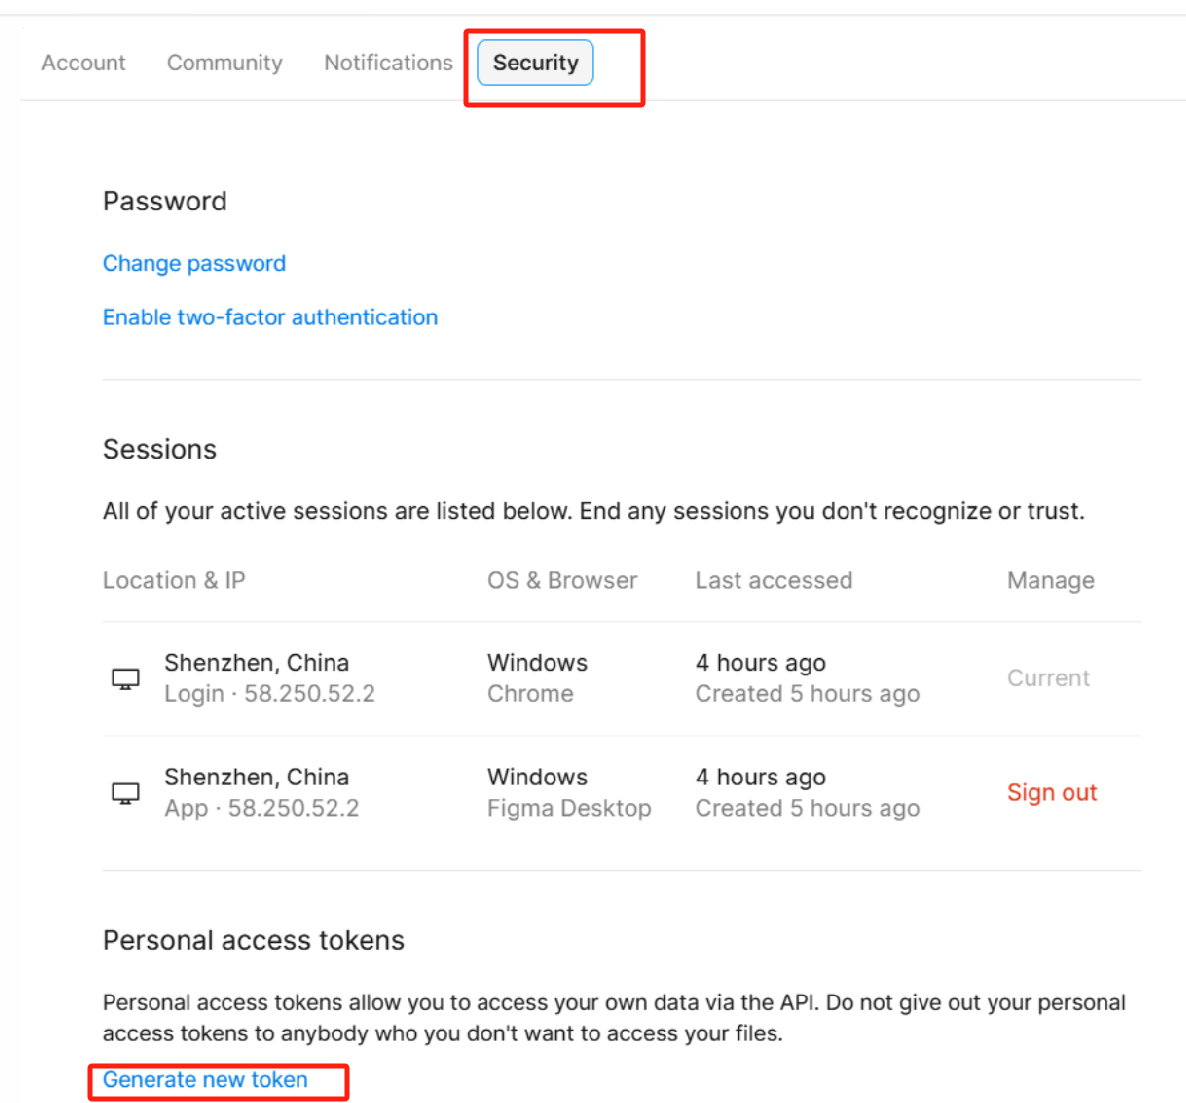 Account Community Notifications Security
Password
Change password
Enable two-factor authentication
Sessions
All of your active sessions are listed below. End any sessions you don't recognize or trust.
Location & IP OS & Browser Last accessed Manage
Shenzhen, China Windows 4 hours ago
Login · 58.250.52.2 Chrome Created 5 hours ago Current
Shenzhen, China Windows 4 hours ago
App · 58.250.52.2 Figma Desktop Created 5 hours ago Sign out
Personal access tokens
Personal access tokens allow you to access your own data via the API. Do not give out your personal
access tokens to anybody who you don't want to access your files.
Generate new token